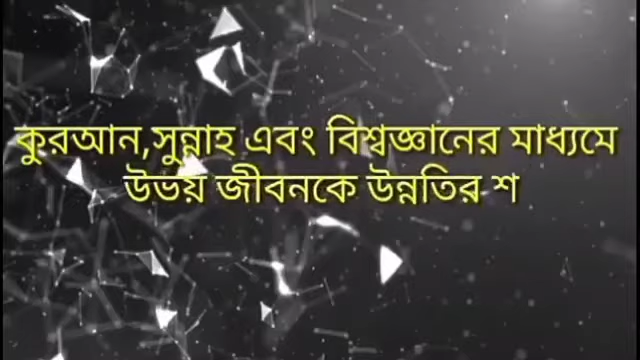 কুরআন,সুন্নাহ এবং বিশ্বজ্ঞানের মাধ্যমে
উভয় জীবনকে উন্নতির শ